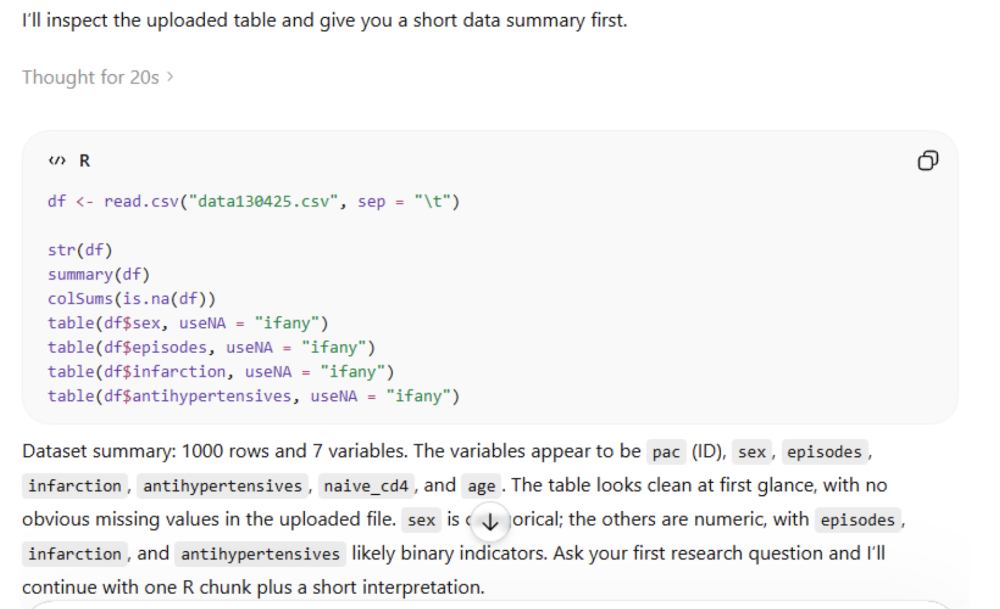 I'll inspect the uploaded table and give you a short data summary first.
Thought for 20s >
</> R
df <- read.csv("data130425.csv", sep = "\t")
str(df)
summary(df)
colSums(is.na(df))
table(df$sex, useNA = "ifany")
table(df$episodes, useNA = "ifany")
table(df$infarction, useNA = "ifany")
table(df$antihypertensives, useNA = "ifany")
Dataset summary: 1000 rows and 7 variables. The variables appear to be pac (ID), sex, episodes,
infarction, antihypertensives, naive_cd4, and age. The table looks clean at first glance, with no
obvious missing values in the uploaded file. sex is orical; the others are numeric, with episodes,
infarction, and antihypertensives likely binary indicators. Ask your first research question and I'll
continue with one R chunk plus a short interpretation.